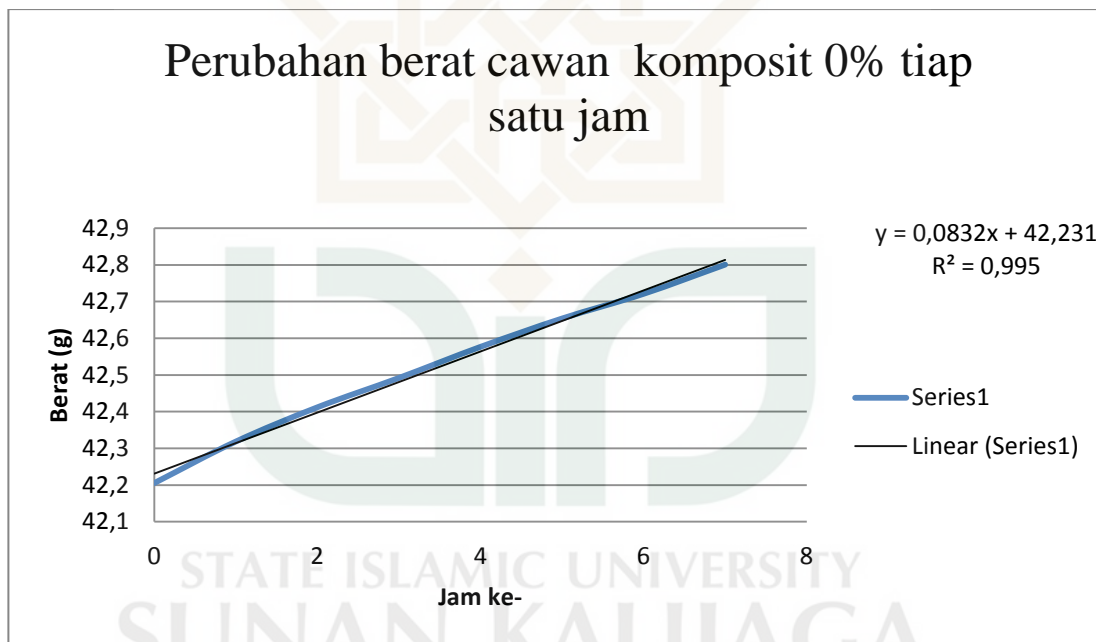 Perubahan berat cawan komposit 0% tiap
satu jam
y = 0,0832x + 42,231
R² = 0,995
Berat (g)
42,9
42,8
42,7
42,6
42,5
42,4
42,3
42,2
42,1
0 2 4 6 8
Jam ke-
Series1
Linear (Series1)
STATE ISLAMIC UNIVERSITY
SUNAN KALIJAGA